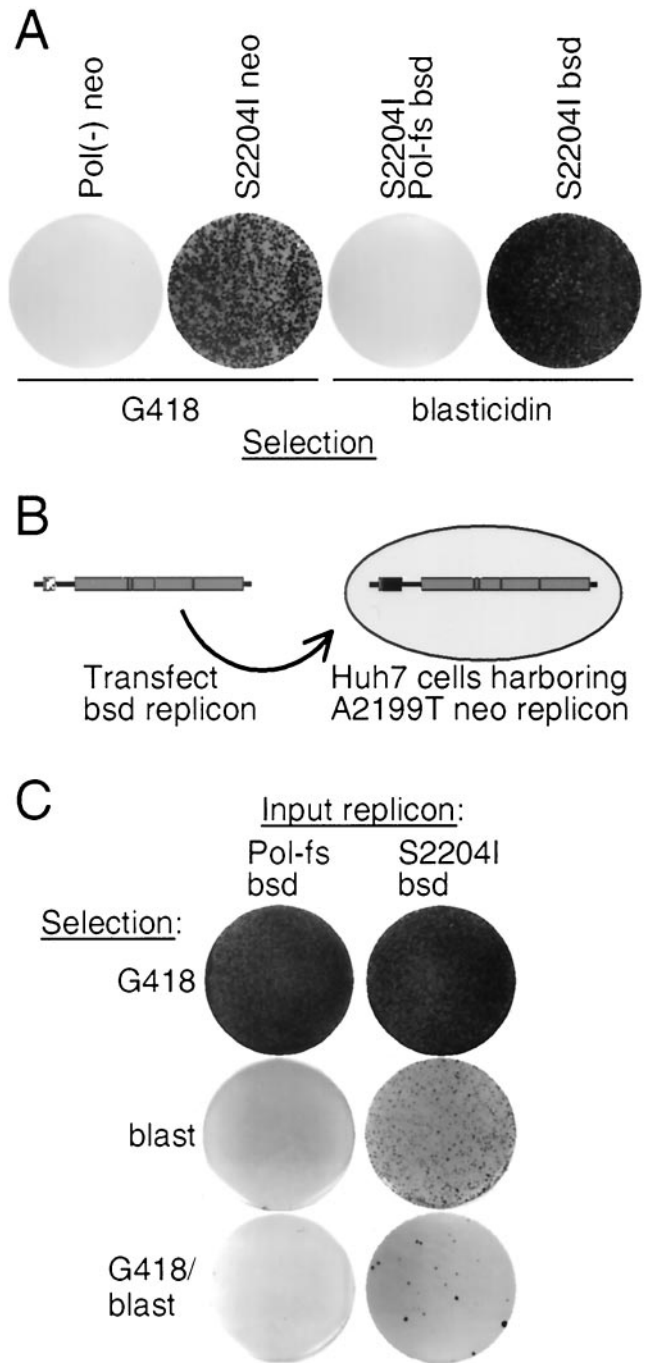 A
Pol(-) neo
S2204I neo
S2204I
Pol-fs bsd
S2204I bsd
G418
blasticidin
Selection
B
Transfect
bsd replicon
Huh7 cells harboring
A2199T neo replicon
C
Input replicon:
Pol-fs
bsd
S2204I
bsd
Selection:
G418
blast
G418/
blast